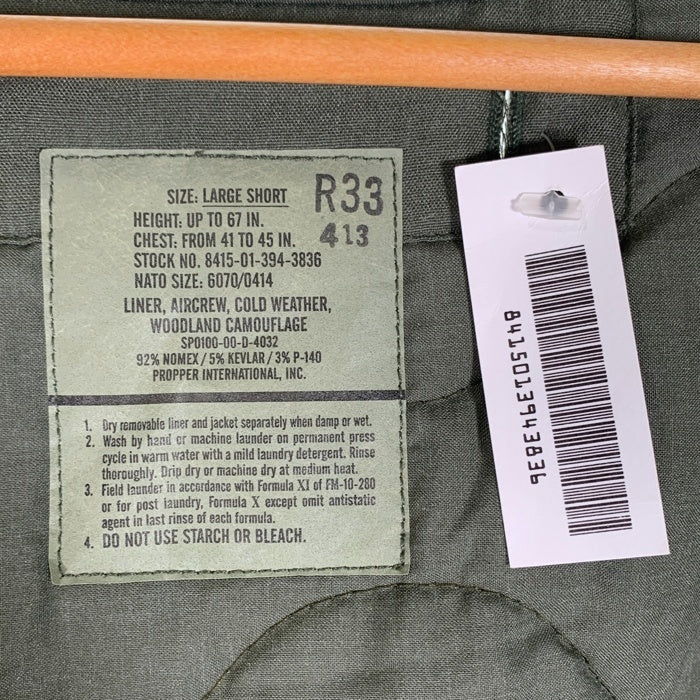 SIZE: LARGE SHORT
R33
413
HEIGHT: UP TO 67 IN.
CHEST: FROM 41 TO 45 IN.
STOCK NO. 8415-01-394-3836
NATO SIZE: 6070/0414
LINER, AIRCREW, COLD WEATHER,
WOODLAND CAMOUFLAGE
SPO100-00-D-4032
92% NOMEX / 5% KEVLAR / 3% P-140
PROPPER INTERNATIONAL, INC.
1. Dry removable liner and jacket separately when damp or wet.
2. Wash by hand or machine launder on permanent press
cycle in warm water with a mild laundry detergent. Rinse
thoroughly. Drip dry or machine dry at medium heat.
3. Field launder in accordance with Formula XI of FM-10-280
or for post laundry, Formula X except omit antistatic
agent in last rinse of each formula.
4. DO NOT USE STARCH OR BLEACH.
8415013943836